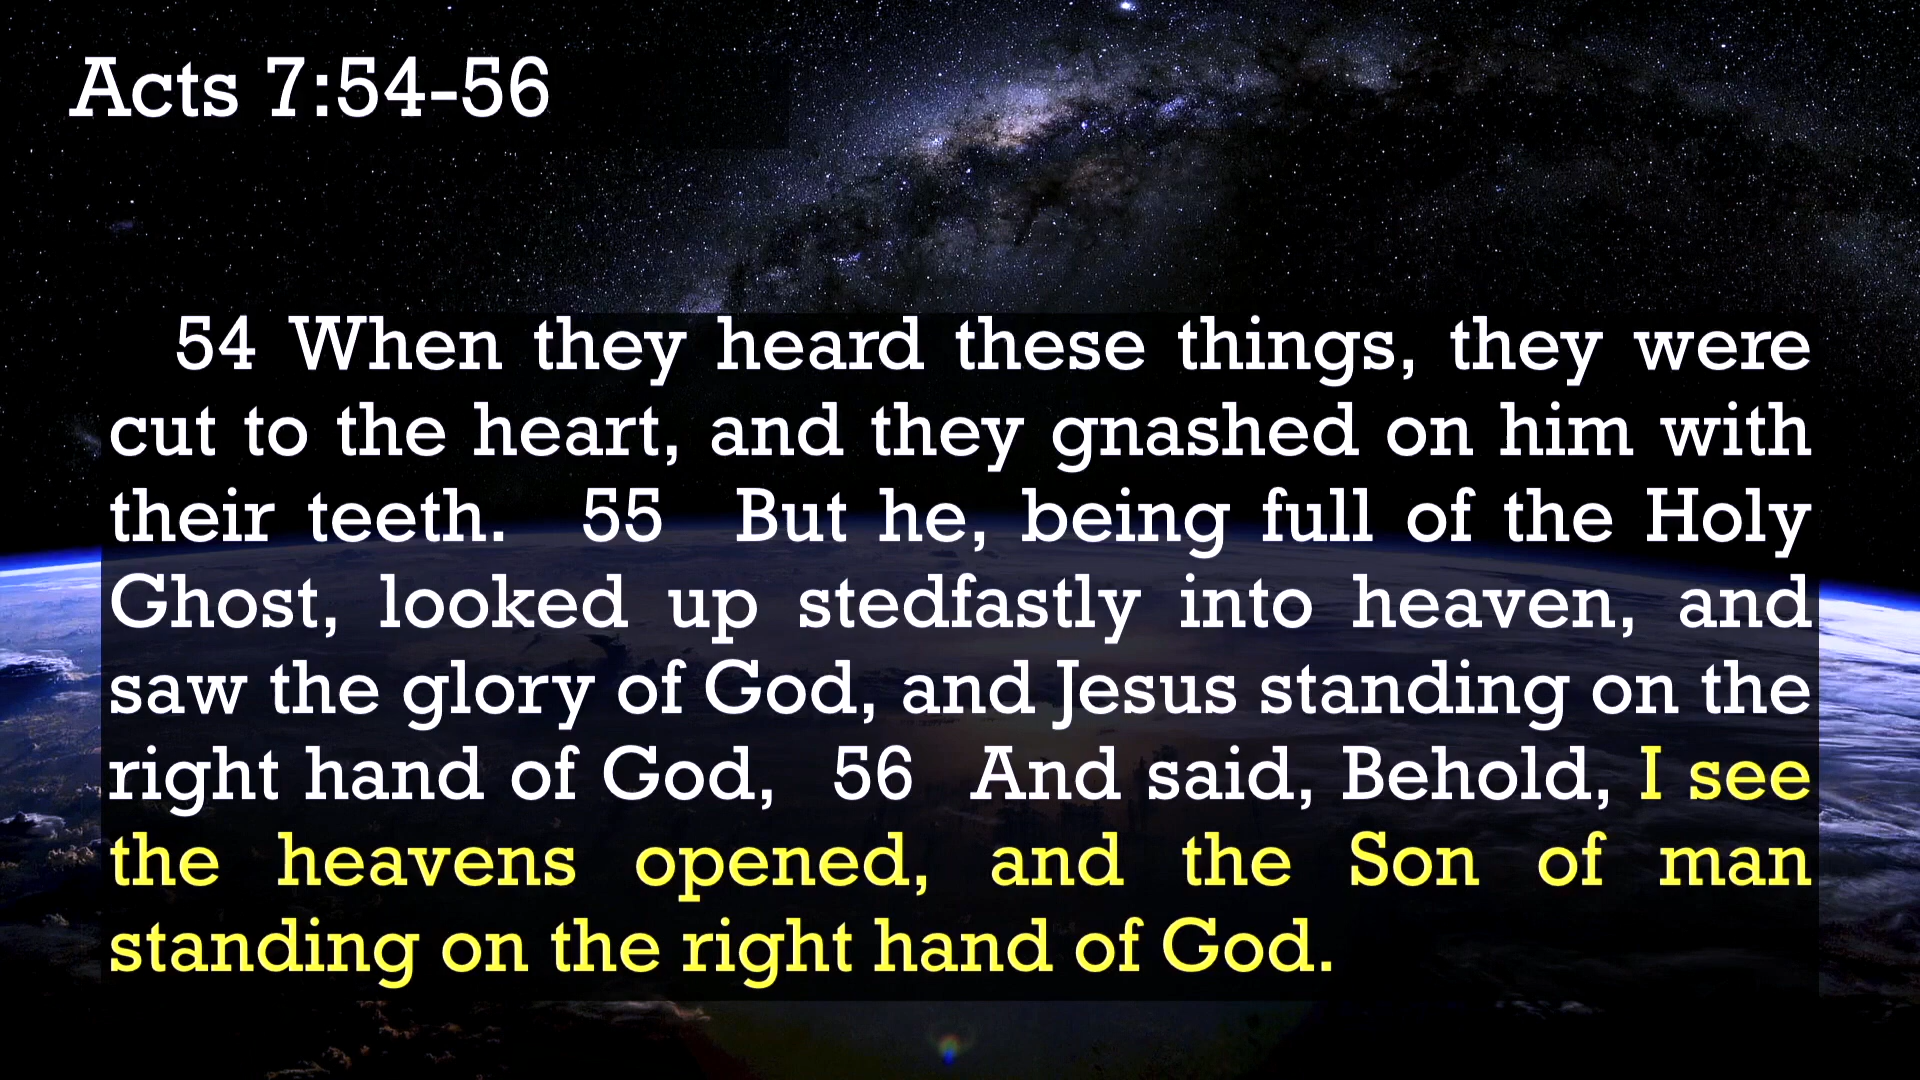 Acts 7:54-56
54 When they heard these things, they were
cut to the heart, and they gnashed on him with
their teeth. 55 But he, being full of the Holy
Ghost, looked up stedfastly into heaven, and
saw the glory of God, and Jesus standing on the
right hand of God, 56 And said, Behold, I see
the heavens opened, and the Son of man
standing on the right hand of God.